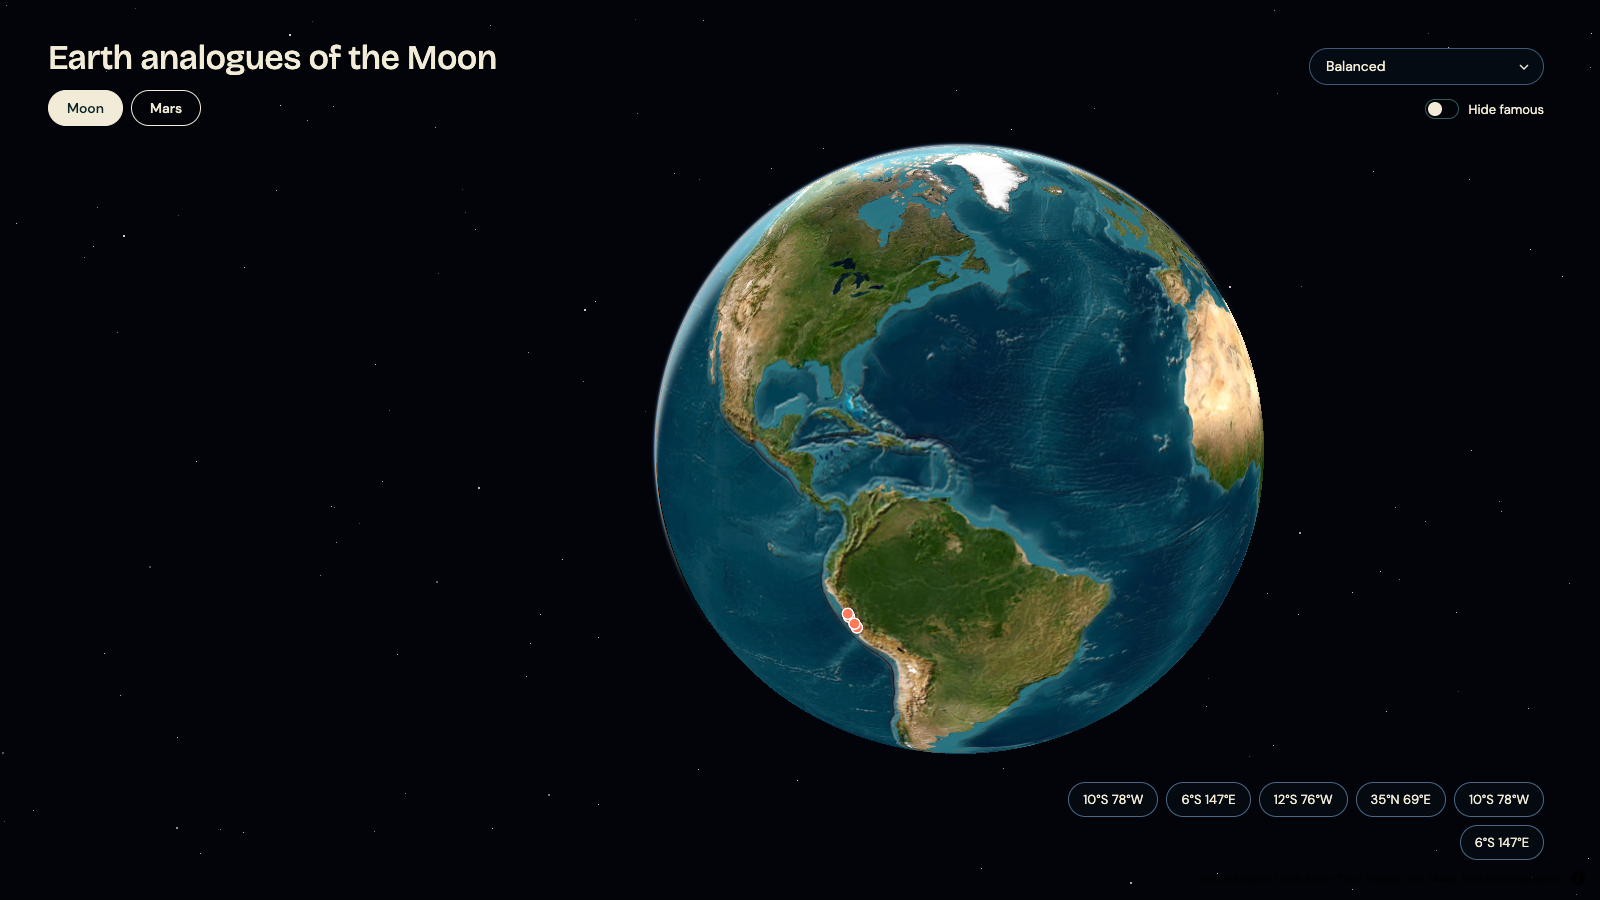 Earth analogues of the Moon
Balanced
Moon Mars
Hide famous
10°S 78°W 6°S 147°E 12°S 76°W 35°N 69°E 10°S 78°W
6°S 147°E